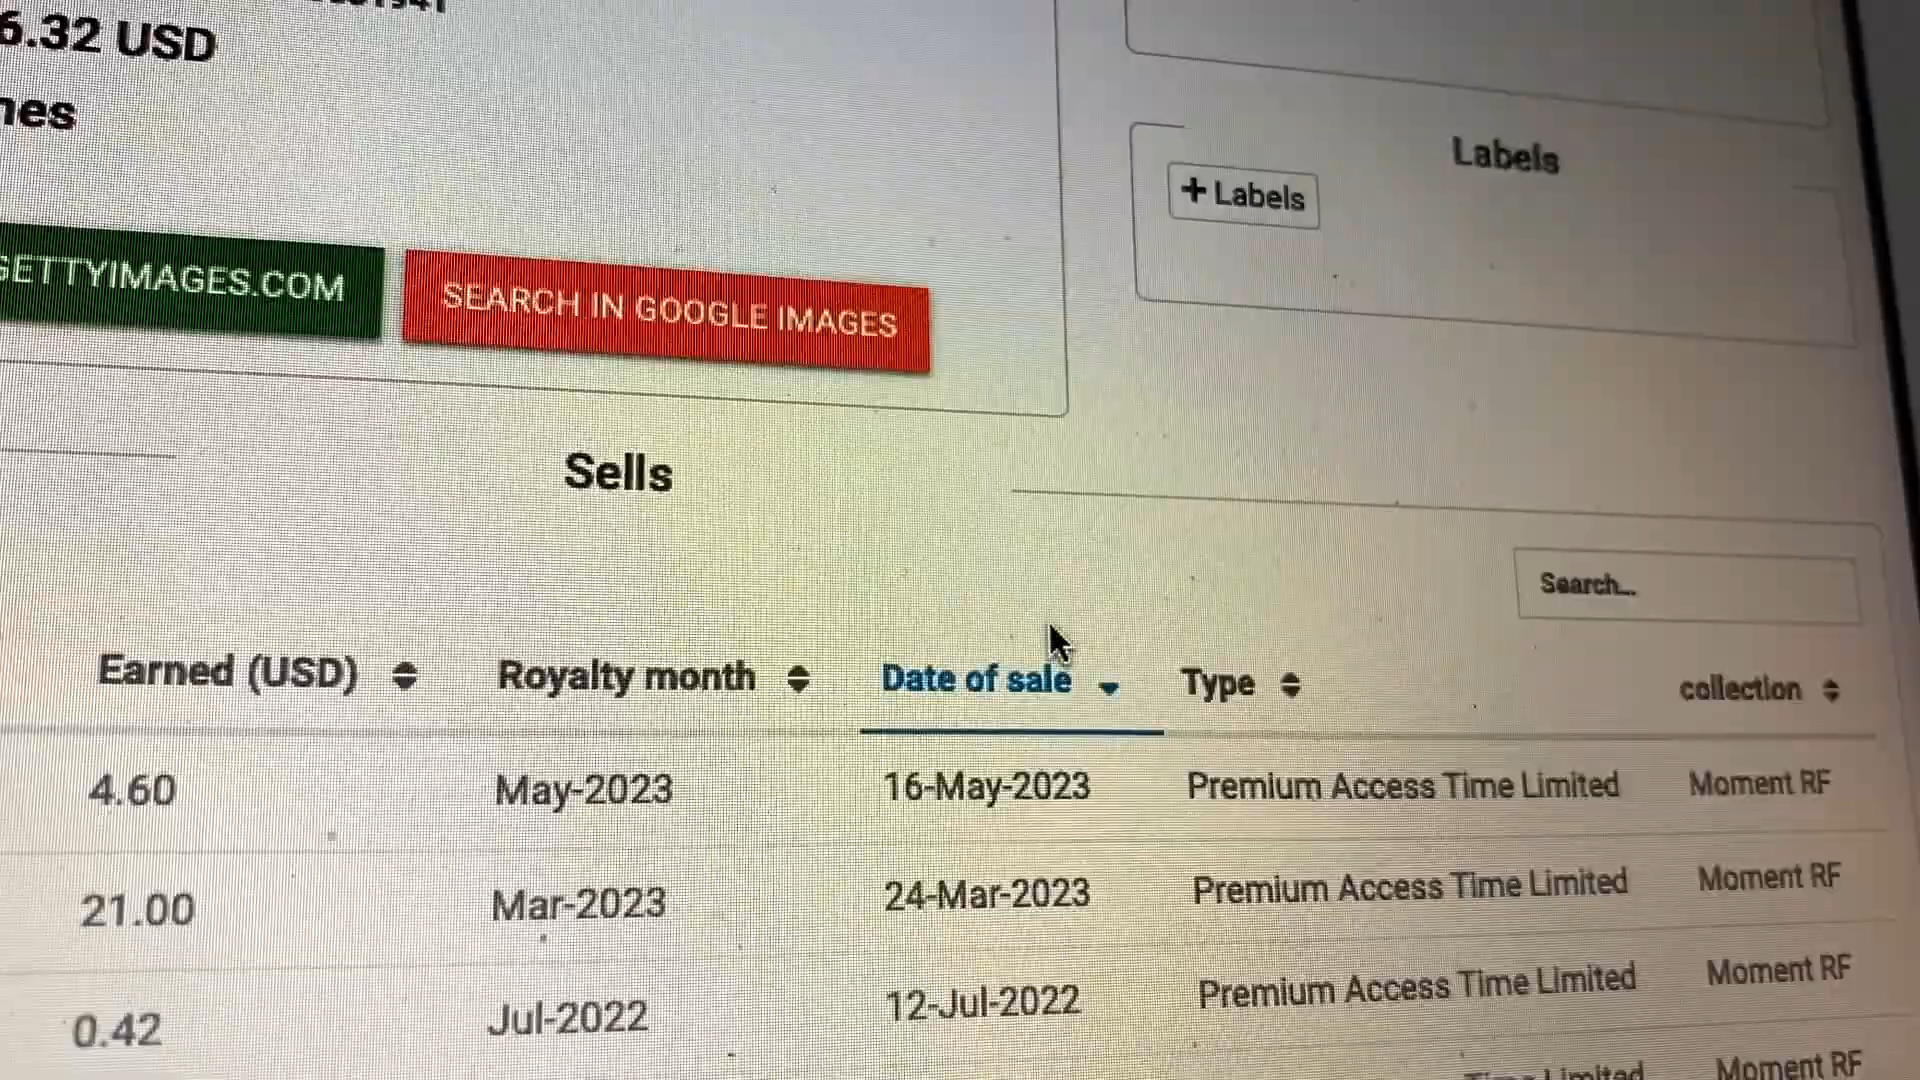 6.32 USD
Labels
+ Labels
GETTYIMAGES.COM
SEARCH IN GOOGLE IMAGES
Sells
Search...
Earned (USD) Royalty month Date of sale Type collection
4.60 May-2023 16-May-2023 Premium Access Time Limited Moment RF
21.00 Mar-2023 24-Mar-2023 Premium Access Time Limited Moment RF
0.42 Jul-2022 12-Jul-2022 Premium Access Time Limited Moment RF
Time Limited Moment RF